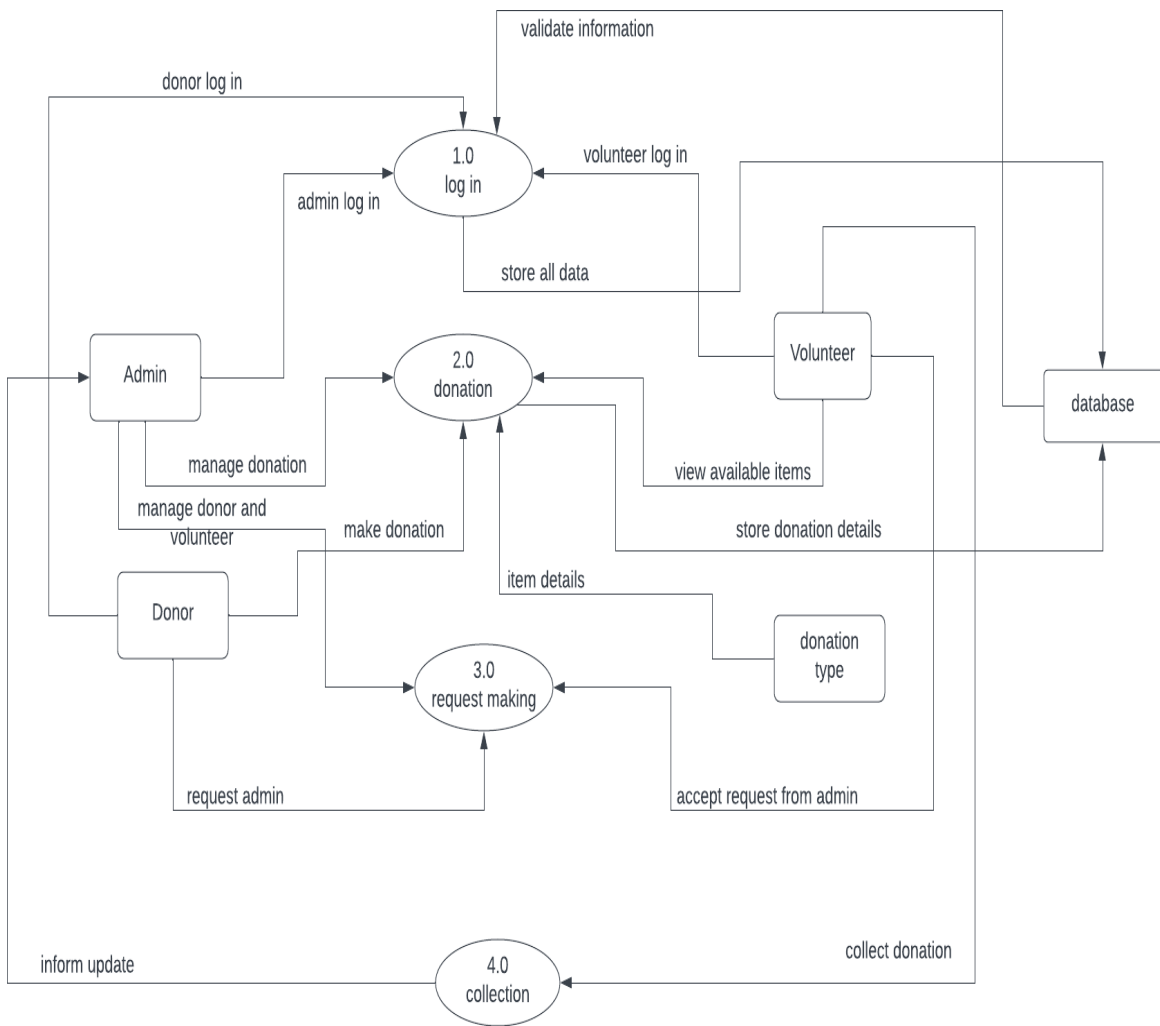 validate information
donor log in
1.0
log in
volunteer log in
admin log in
store all data
Admin
2.0
donation
Volunteer
database
manage donation
view available items
manage donor and
volunteer
make donation
store donation details
item details
Donor
donation
type
3.0
request making
request admin
accept request from admin
collect donation
inform update
4.0
collection